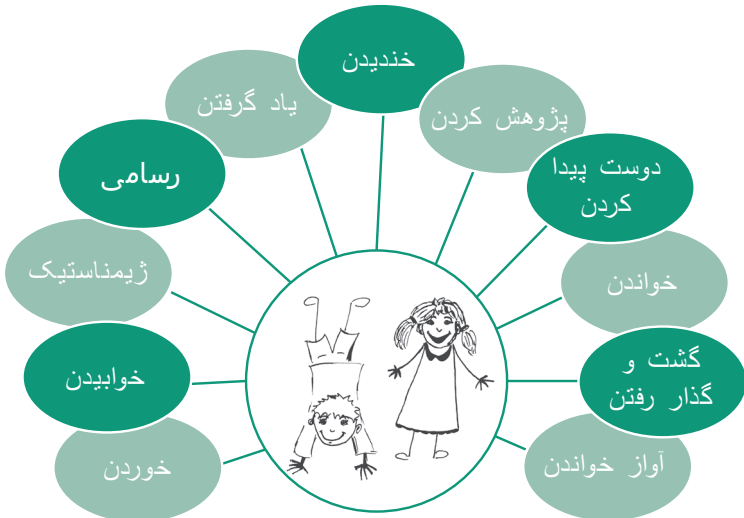 خندیدن
یاد گرفتن
پژوهش کردن
رسامی
دوست پیدا
کردن
ژیمناستیک
خواندن
خوابیدن
گشت و
گذار رفتن
خوردن
آواز خواندن